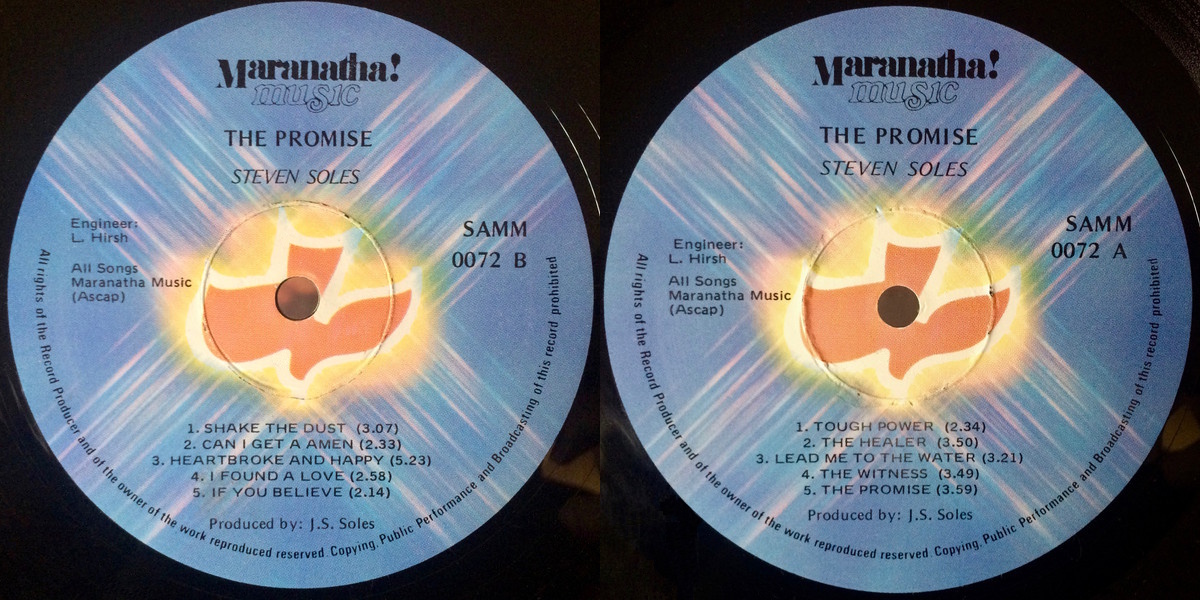 Maranatha!
music
THE PROMISE
STEVEN SOLES
Engineer:
L. Hirsh
All Songs
Maranatha Music
(Ascap)
SAMM
0072 B
1. SHAKE THE DUST (3.07)
2. CAN I GET A AMEN (2.33)
3. HEARTBROKE AND HAPPY (5.23)
4. I FOUND A LOVE (2.58)
5. IF YOU BELIEVE (2.14)
Produced by: J.S. Soles
All rights of the Record Producer and of the owner of the work reproduced reserved. Copying, Public Performance and Broadcasting of this record prohibited
Maranatha!
music
THE PROMISE
STEVEN SOLES
Engineer:
L. Hirsh
All Songs
Maranatha Music
(Ascap)
SAMM
0072 A
1. TOUGH POWER (2.34)
2. THE HEALER (3.50)
3. LEAD ME TO THE WATER (3.21)
4. THE WITNESS (3.49)
5. THE PROMISE (3.59)
Produced by: J.S. Soles
All rights of the Record Producer and of the owner of the work reproduced reserved. Copying, Public Performance and Broadcasting of this record prohibited